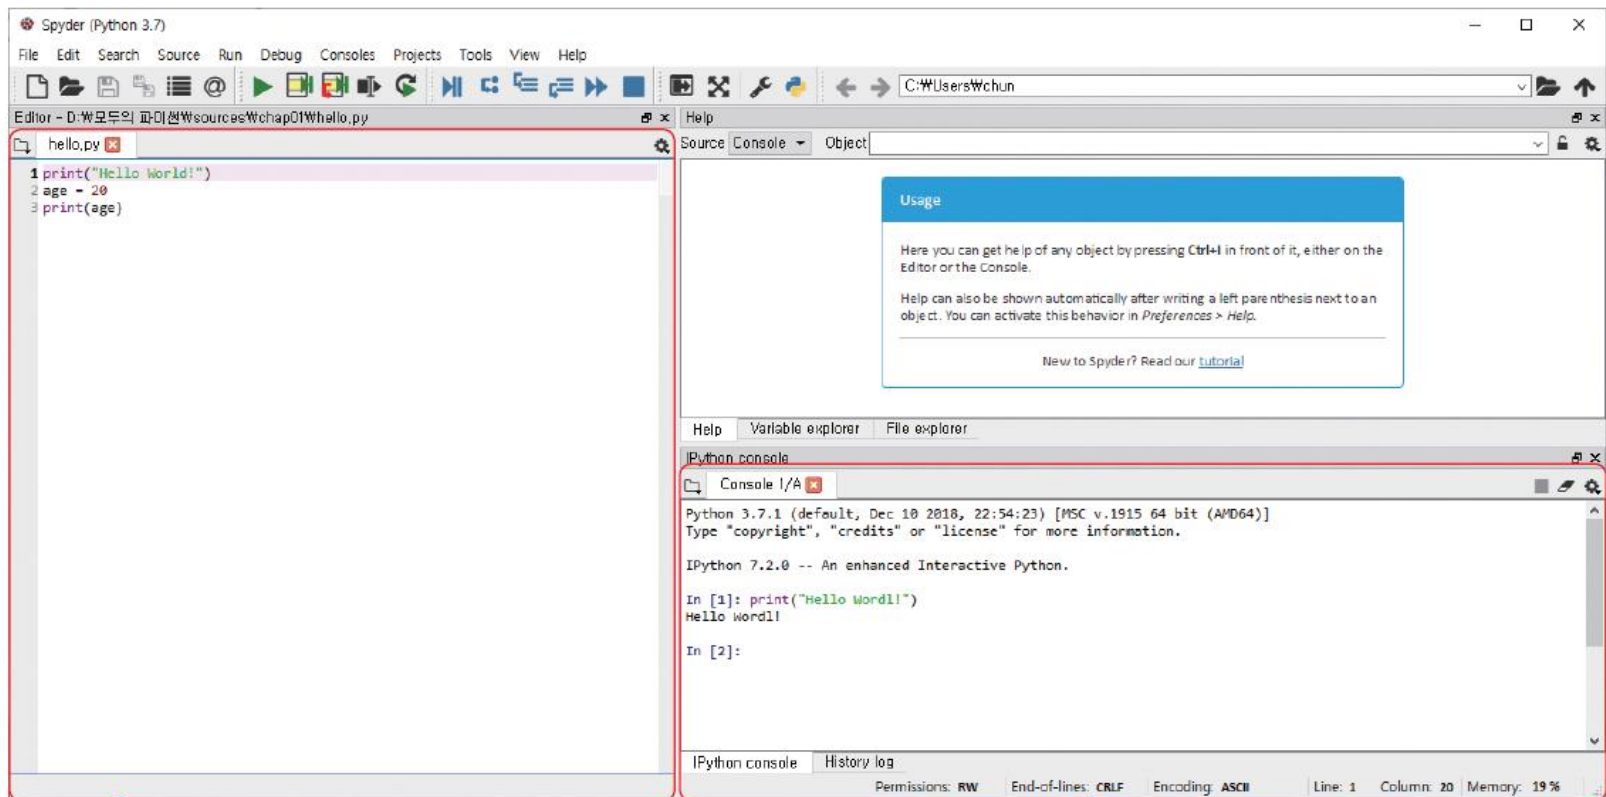 Spyder (Python 3.7)
File Edit Search Source Run Debug Consoles Projects Tools View Help
C:₩Users₩chun
Editor - D:₩모두의 파이썬₩sources₩chap01₩hello.py
hello.py
1 print("Hello World!")
2 age = 20
3 print(age)
Help
Source Console Object
Usage
Here you can get help of any object by pressing Ctrl+I in front of it, either on the
Editor or the Console.
Help can also be shown automatically after writing a left parenthesis next to an
object. You can activate this behavior in Preferences > Help.
New to Spyder? Read our tutorial
Help Variable explorer File explorer
IPython console
Console 1/A
Python 3.7.1 (default, Dec 10 2018, 22:54:23) [MSC v.1915 64 bit (AMD64)]
Type "copyright", "credits" or "license" for more information.
IPython 7.2.0 -- An enhanced Interactive Python.
In [1]: print("Hello Wordl!")
Hello Wordl!
In [2]:
IPython console History log
Permissions: RW End-of-lines: CRLF Encoding: ASCII Line: 1 Column: 20 Memory: 19 %